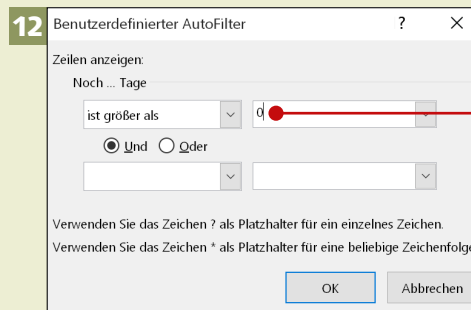 12
Benutzerdefinierter AutoFilter ? ×
Zeilen anzeigen:
Noch ... Tage
ist größer als 0
Und Oder
Verwenden Sie das Zeichen ? als Platzhalter für ein einzelnes Zeichen.
Verwenden Sie das Zeichen * als Platzhalter für eine beliebige Zeichenfolge
OK Abbrechen